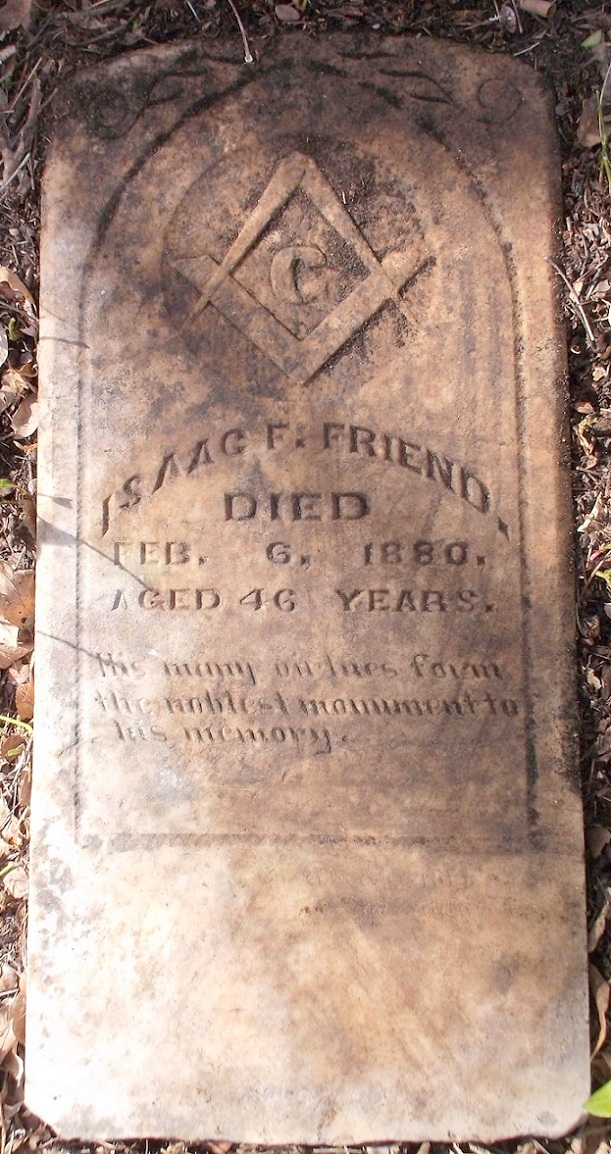 G
ISAAC F. FRIEND.
DIED
FEB. 6, 1880.
AGED 46 YEARS.
His many virtues form
the noblest monument to
his memory.